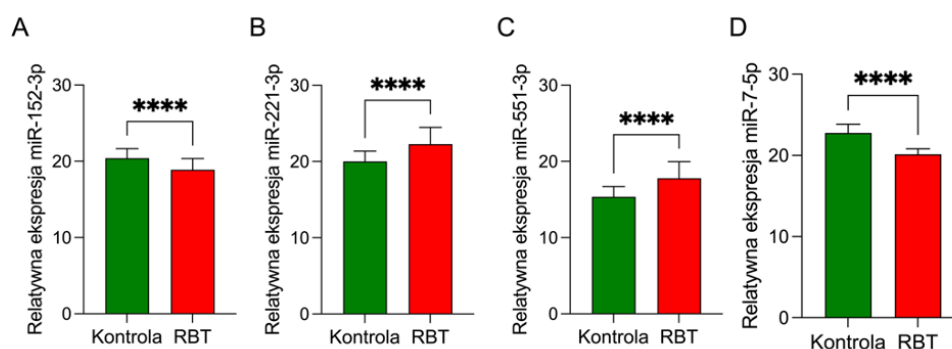 A
Relatywna ekspresja miR-152-3p
30
20
10
0
****
Kontrola RBT
B
Relatywna ekspresja miR-221-3p
30
20
10
0
****
Kontrola RBT
C
Relatywna ekspresja miR-551-3p
30
20
10
0
****
Kontrola RBT
D
Relatywna ekspresja miR-7-5p
30
20
10
0
****
Kontrola RBT